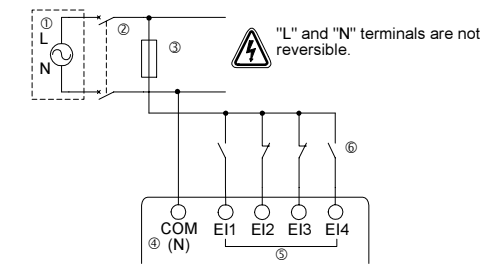 ①
L
N
②
③
"L" and "N" terminals are not
reversible.
⑥
④
COM
(N)
EI1 EI2 EI3 EI4
⑤